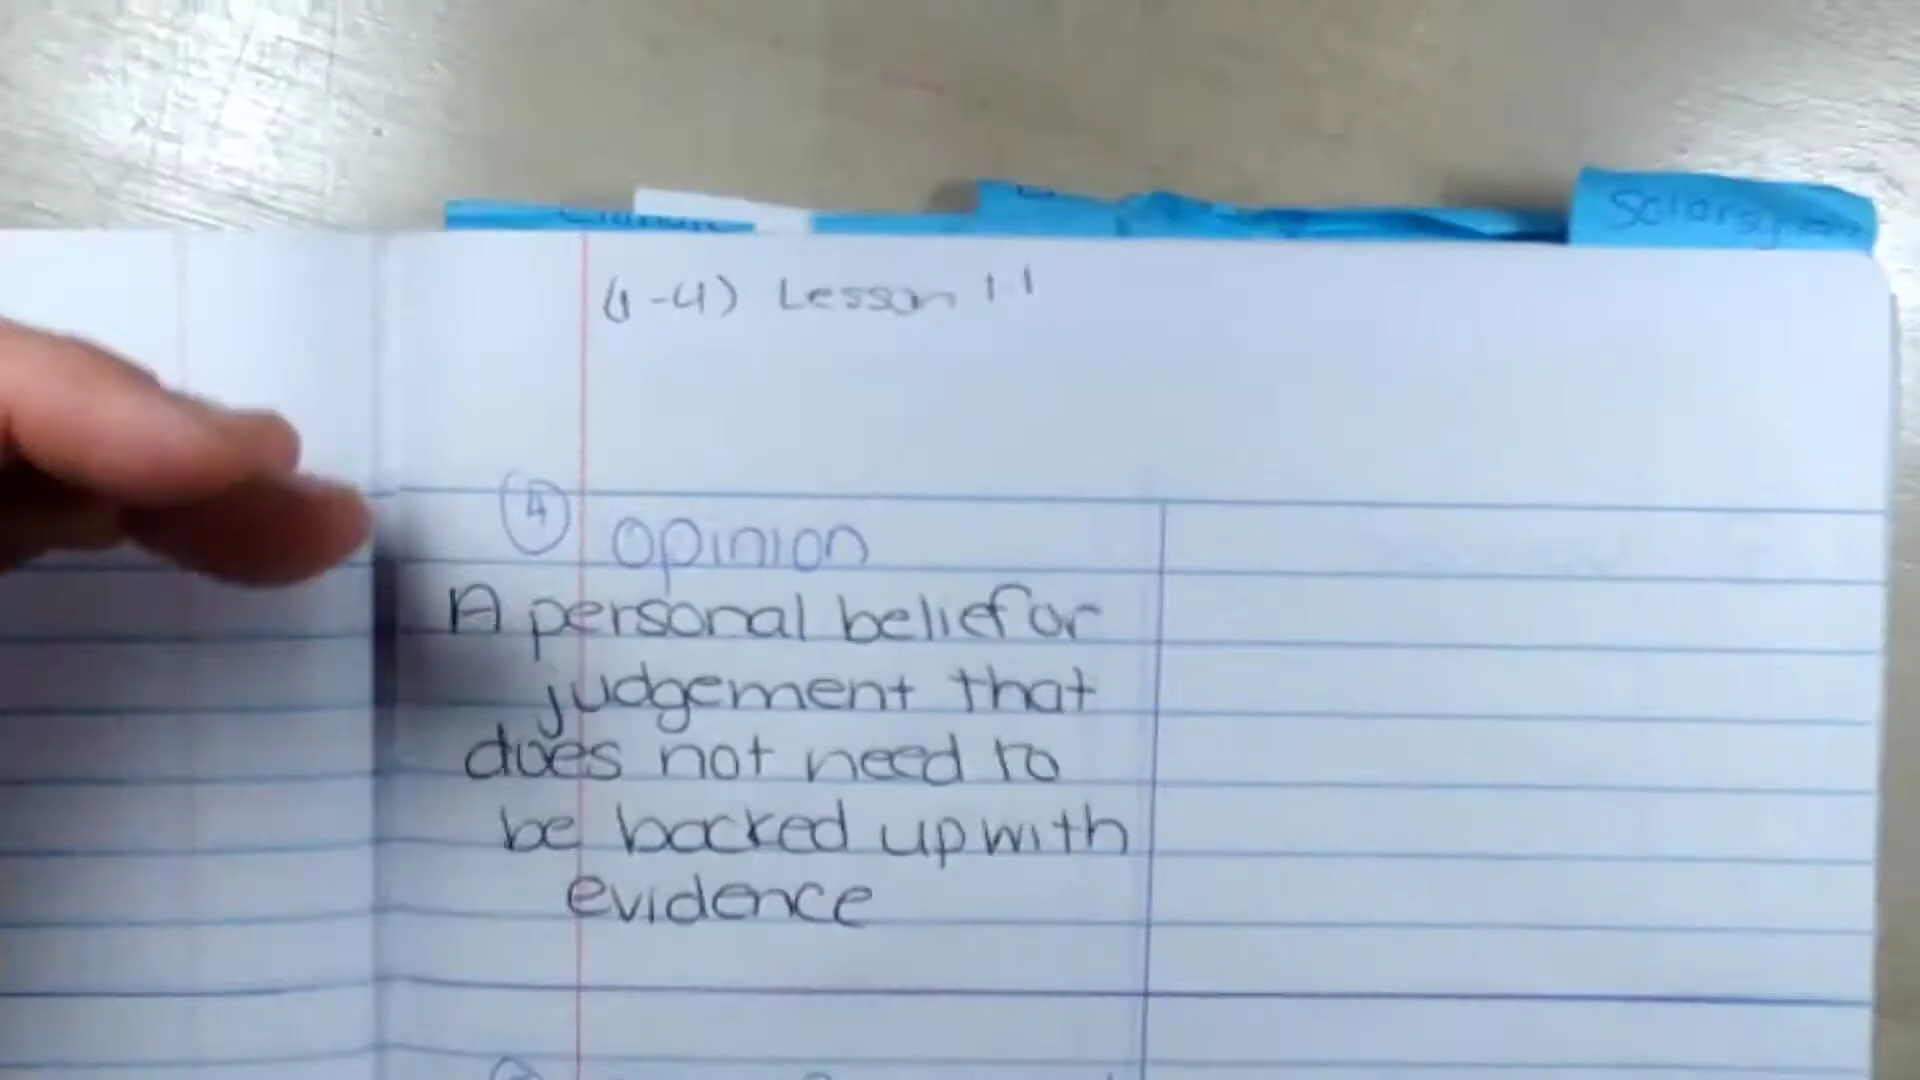 (1-4) Lesson 1.1
4 opinion
A personal belief or
judgement that
does not need to
be backed up with
evidence